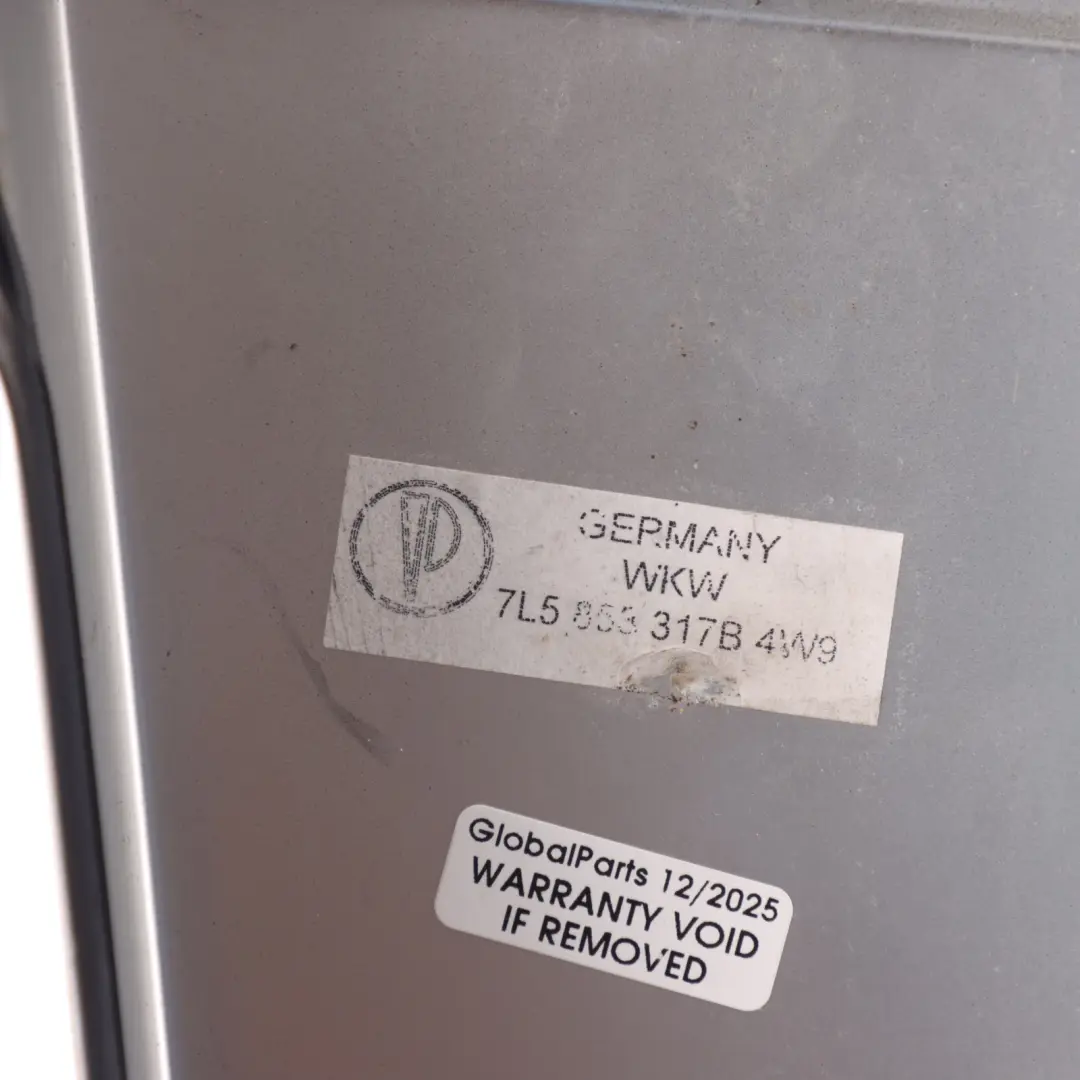 GERMANY
WKW
7L5 853 317B 4W9
GlobalParts 12/2025
WARRANTY VOID
IF REMOVED